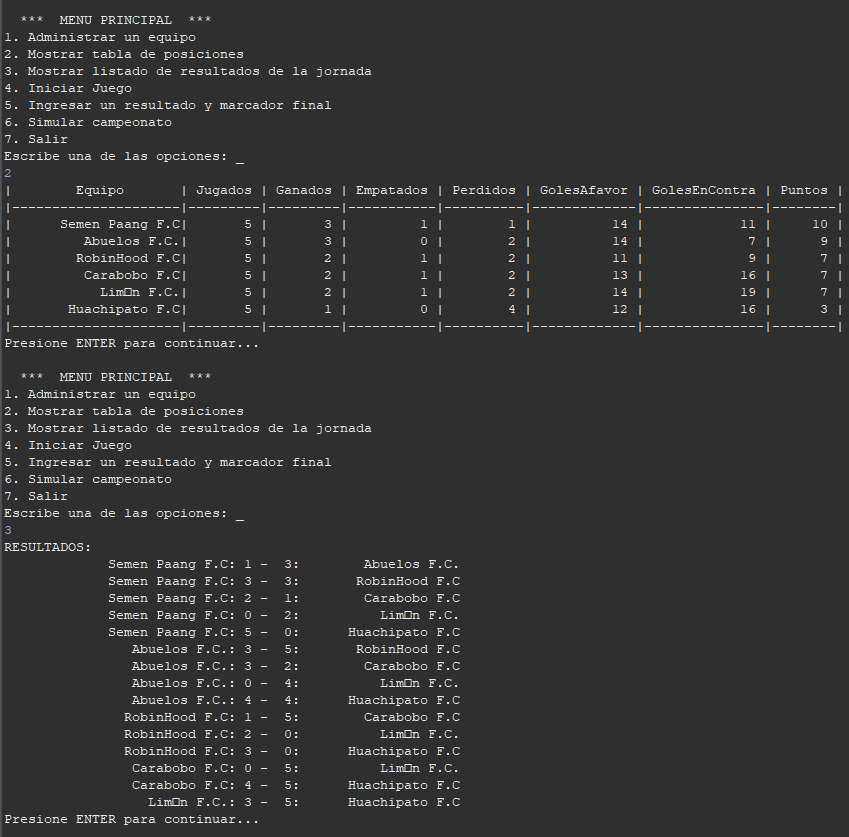 *** MENU PRINCIPAL ***
1. Administrar un equipo
2. Mostrar tabla de posiciones
3. Mostrar listado de resultados de la jornada
4. Iniciar Juego
5. Ingresar un resultado y marcador final
6. Simular campeonato
7. Salir
Escribe una de las opciones: _
2
| Equipo | Jugados | Ganados | Empatados | Perdidos | GolesAfavor | GolesEnContra | Puntos |
|---------------------|---------|---------|-----------|----------|-------------|---------------|--------|
| Semen Paang F.C| 5 | 3 | 1 | 1 | 14 | 11 | 10 |
| Abuelos F.C.| 5 | 3 | 0 | 2 | 14 | 7 | 9 |
| RobinHood F.C| 5 | 2 | 1 | 2 | 11 | 9 | 7 |
| Carabobo F.C| 5 | 2 | 1 | 2 | 13 | 16 | 7 |
| Lim□n F.C.| 5 | 2 | 1 | 2 | 14 | 19 | 7 |
| Huachipato F.C| 5 | 1 | 0 | 4 | 12 | 16 | 3 |
|---------------------|---------|---------|-----------|----------|-------------|---------------|--------|
Presione ENTER para continuar...
*** MENU PRINCIPAL ***
1. Administrar un equipo
2. Mostrar tabla de posiciones
3. Mostrar listado de resultados de la jornada
4. Iniciar Juego
5. Ingresar un resultado y marcador final
6. Simular campeonato
7. Salir
Escribe una de las opciones: _
3
RESULTADOS:
Semen Paang F.C: 1 - 3: Abuelos F.C.
Semen Paang F.C: 3 - 3: RobinHood F.C
Semen Paang F.C: 2 - 1: Carabobo F.C
Semen Paang F.C: 0 - 2: Lim□n F.C.
Semen Paang F.C: 5 - 0: Huachipato F.C
Abuelos F.C.: 3 - 5: RobinHood F.C
Abuelos F.C.: 3 - 2: Carabobo F.C
Abuelos F.C.: 0 - 4: Lim□n F.C.
Abuelos F.C.: 4 - 4: Huachipato F.C
RobinHood F.C: 1 - 5: Carabobo F.C
RobinHood F.C: 2 - 0: Lim□n F.C.
RobinHood F.C: 3 - 0: Huachipato F.C
Carabobo F.C: 0 - 5: Lim□n F.C.
Carabobo F.C: 4 - 5: Huachipato F.C
Lim□n F.C.: 3 - 5: Huachipato F.C
Presione ENTER para continuar...